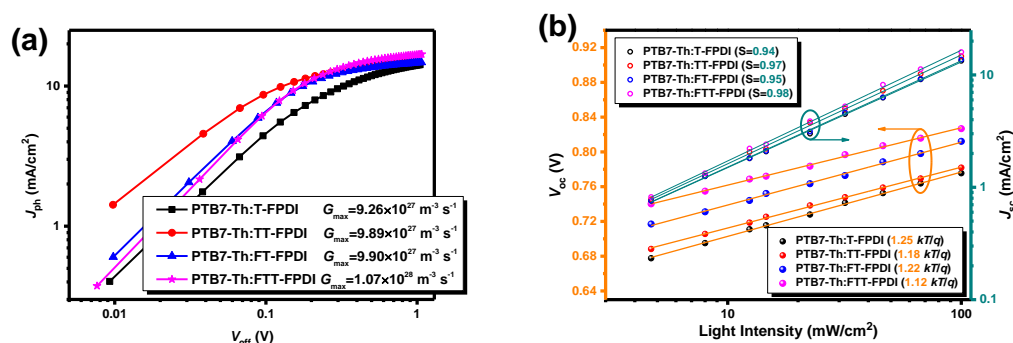 (a)
10
1
J_ph (mA/cm²)
PTB7-Th:T-FPDI G_max=9.26×10²⁷ m⁻³ s⁻¹
PTB7-Th:TT-FPDI G_max=9.89×10²⁷ m⁻³ s⁻¹
PTB7-Th:FT-FPDI G_max=9.90×10²⁷ m⁻³ s⁻¹
PTB7-Th:FTT-FPDI G_max=1.07×10²⁸ m⁻³ s⁻¹
0.01 0.1 1
V_eff (V)
(b)
0.92
0.88
0.84
0.80
0.76
0.72
0.68
0.64
V_oc (V)
PTB7-Th:T-FPDI (S=0.94)
PTB7-Th:TT-FPDI (S=0.97)
PTB7-Th:FT-FPDI (S=0.95)
PTB7-Th:FTT-FPDI (S=0.98)
PTB7-Th:T-FPDI (1.25 kT/q)
PTB7-Th:TT-FPDI (1.18 kT/q)
PTB7-Th:FT-FPDI (1.22 kT/q)
PTB7-Th:FTT-FPDI (1.12 kT/q)
10
1
0.1
J_sc (mA/cm²)
10 100
Light Intensity (mW/cm²)